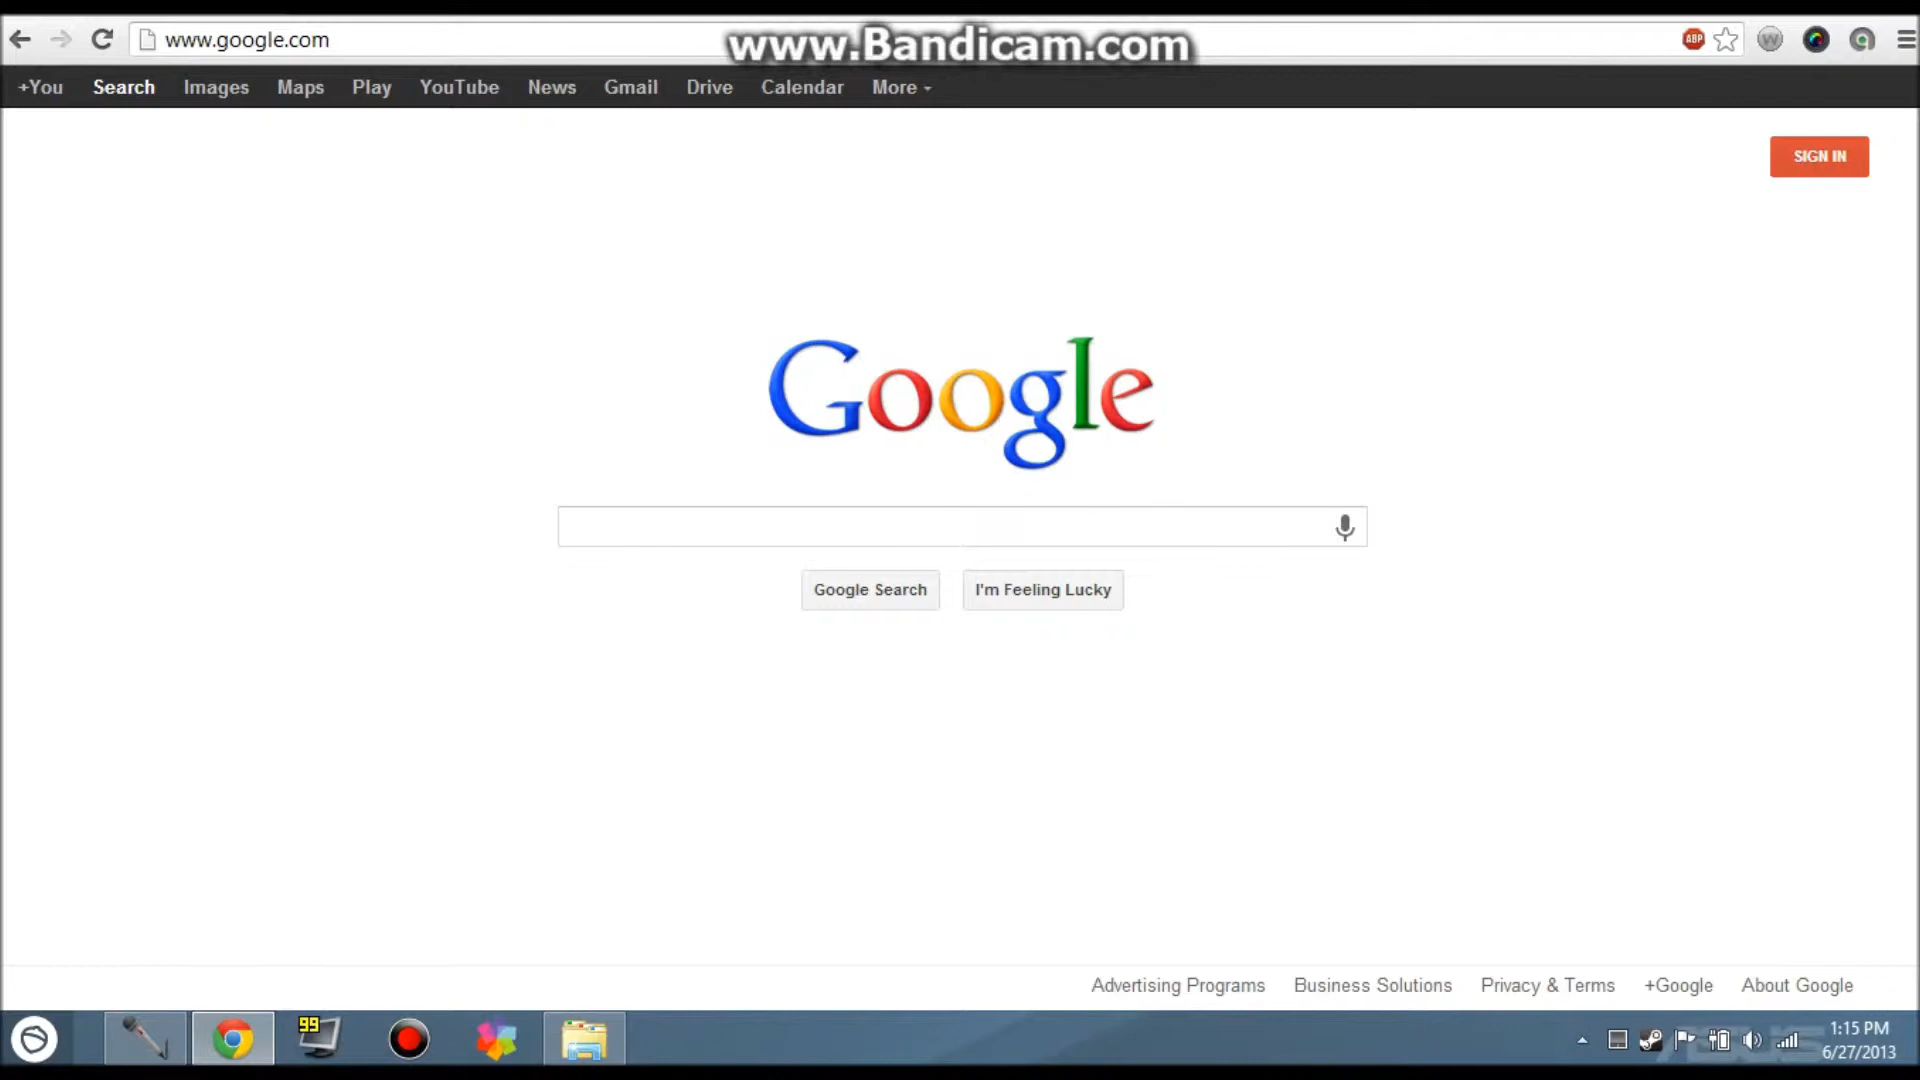 www.google.com
www.Bandicam.com
ABP
+You Search Images Maps Play YouTube News Gmail Drive Calendar More
SIGN IN
Google
Google Search I'm Feeling Lucky
Advertising Programs Business Solutions Privacy & Terms +Google About Google
99
1:15 PM
6/27/2013